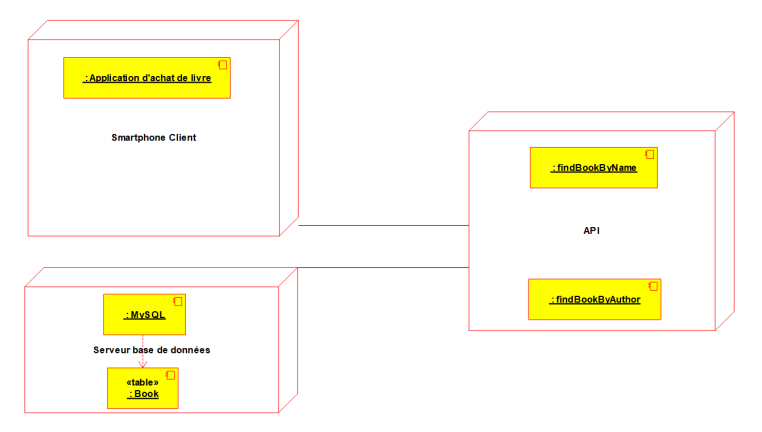 :Application d'achat de livre
Smartphone Client
:findBookByName
API
:findBookByAuthor
:MySQL
Serveur base de données
«table»
:Book